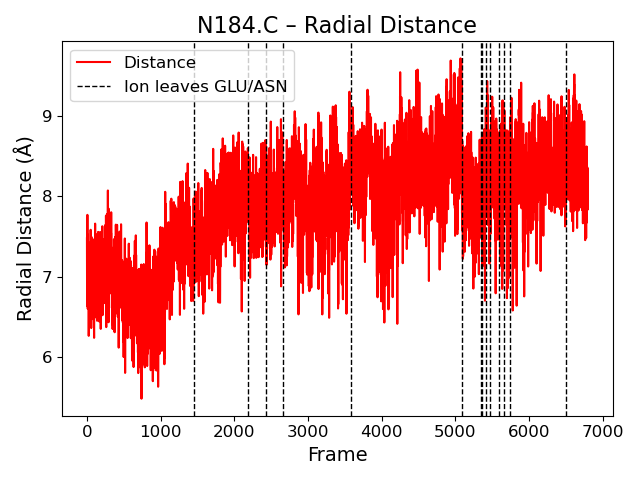 N184.C – Radial Distance
Distance
Ion leaves GLU/ASN
Radial Distance (Å)
9
8
7
6
0
1000
2000
3000
4000
5000
6000
7000
Frame